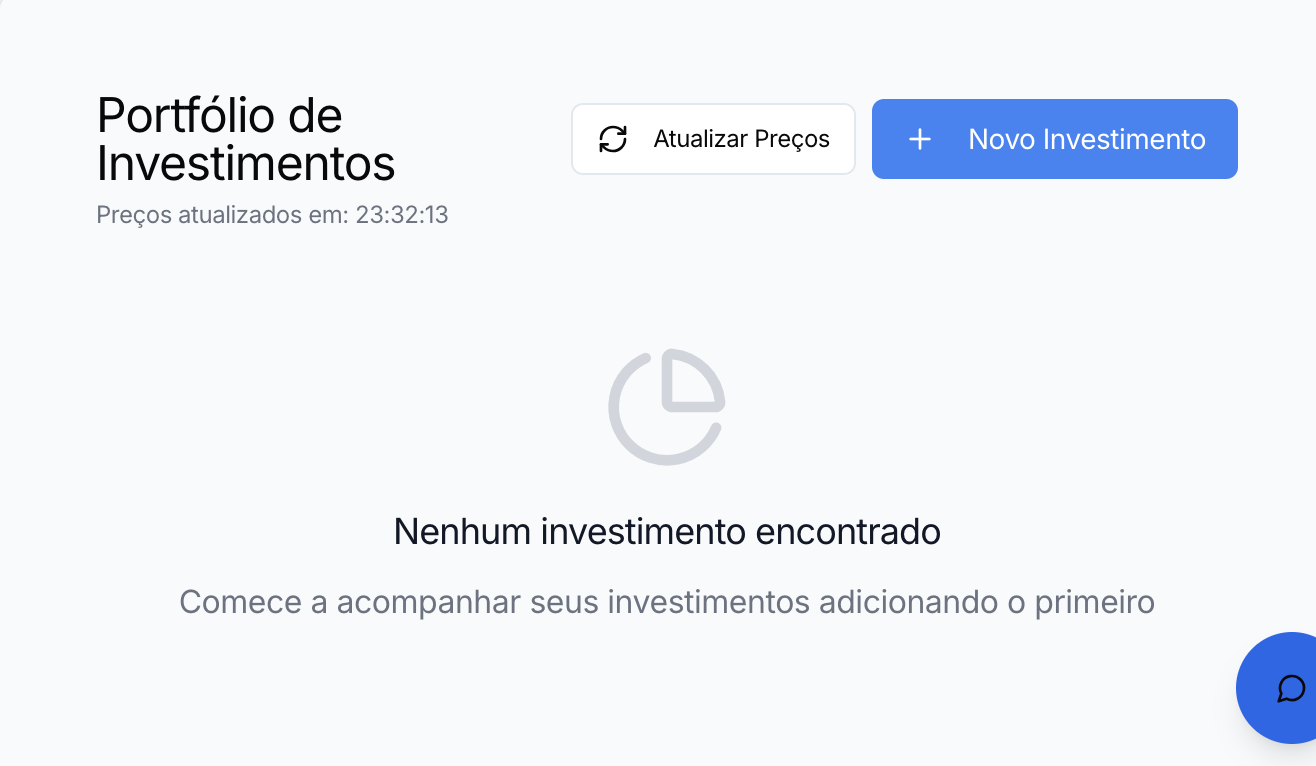 Portfólio de
Investimentos
Preços atualizados em: 23:32:13
Atualizar Preços
Novo Investimento
Nenhum investimento encontrado
Comece a acompanhar seus investimentos adicionando o primeiro